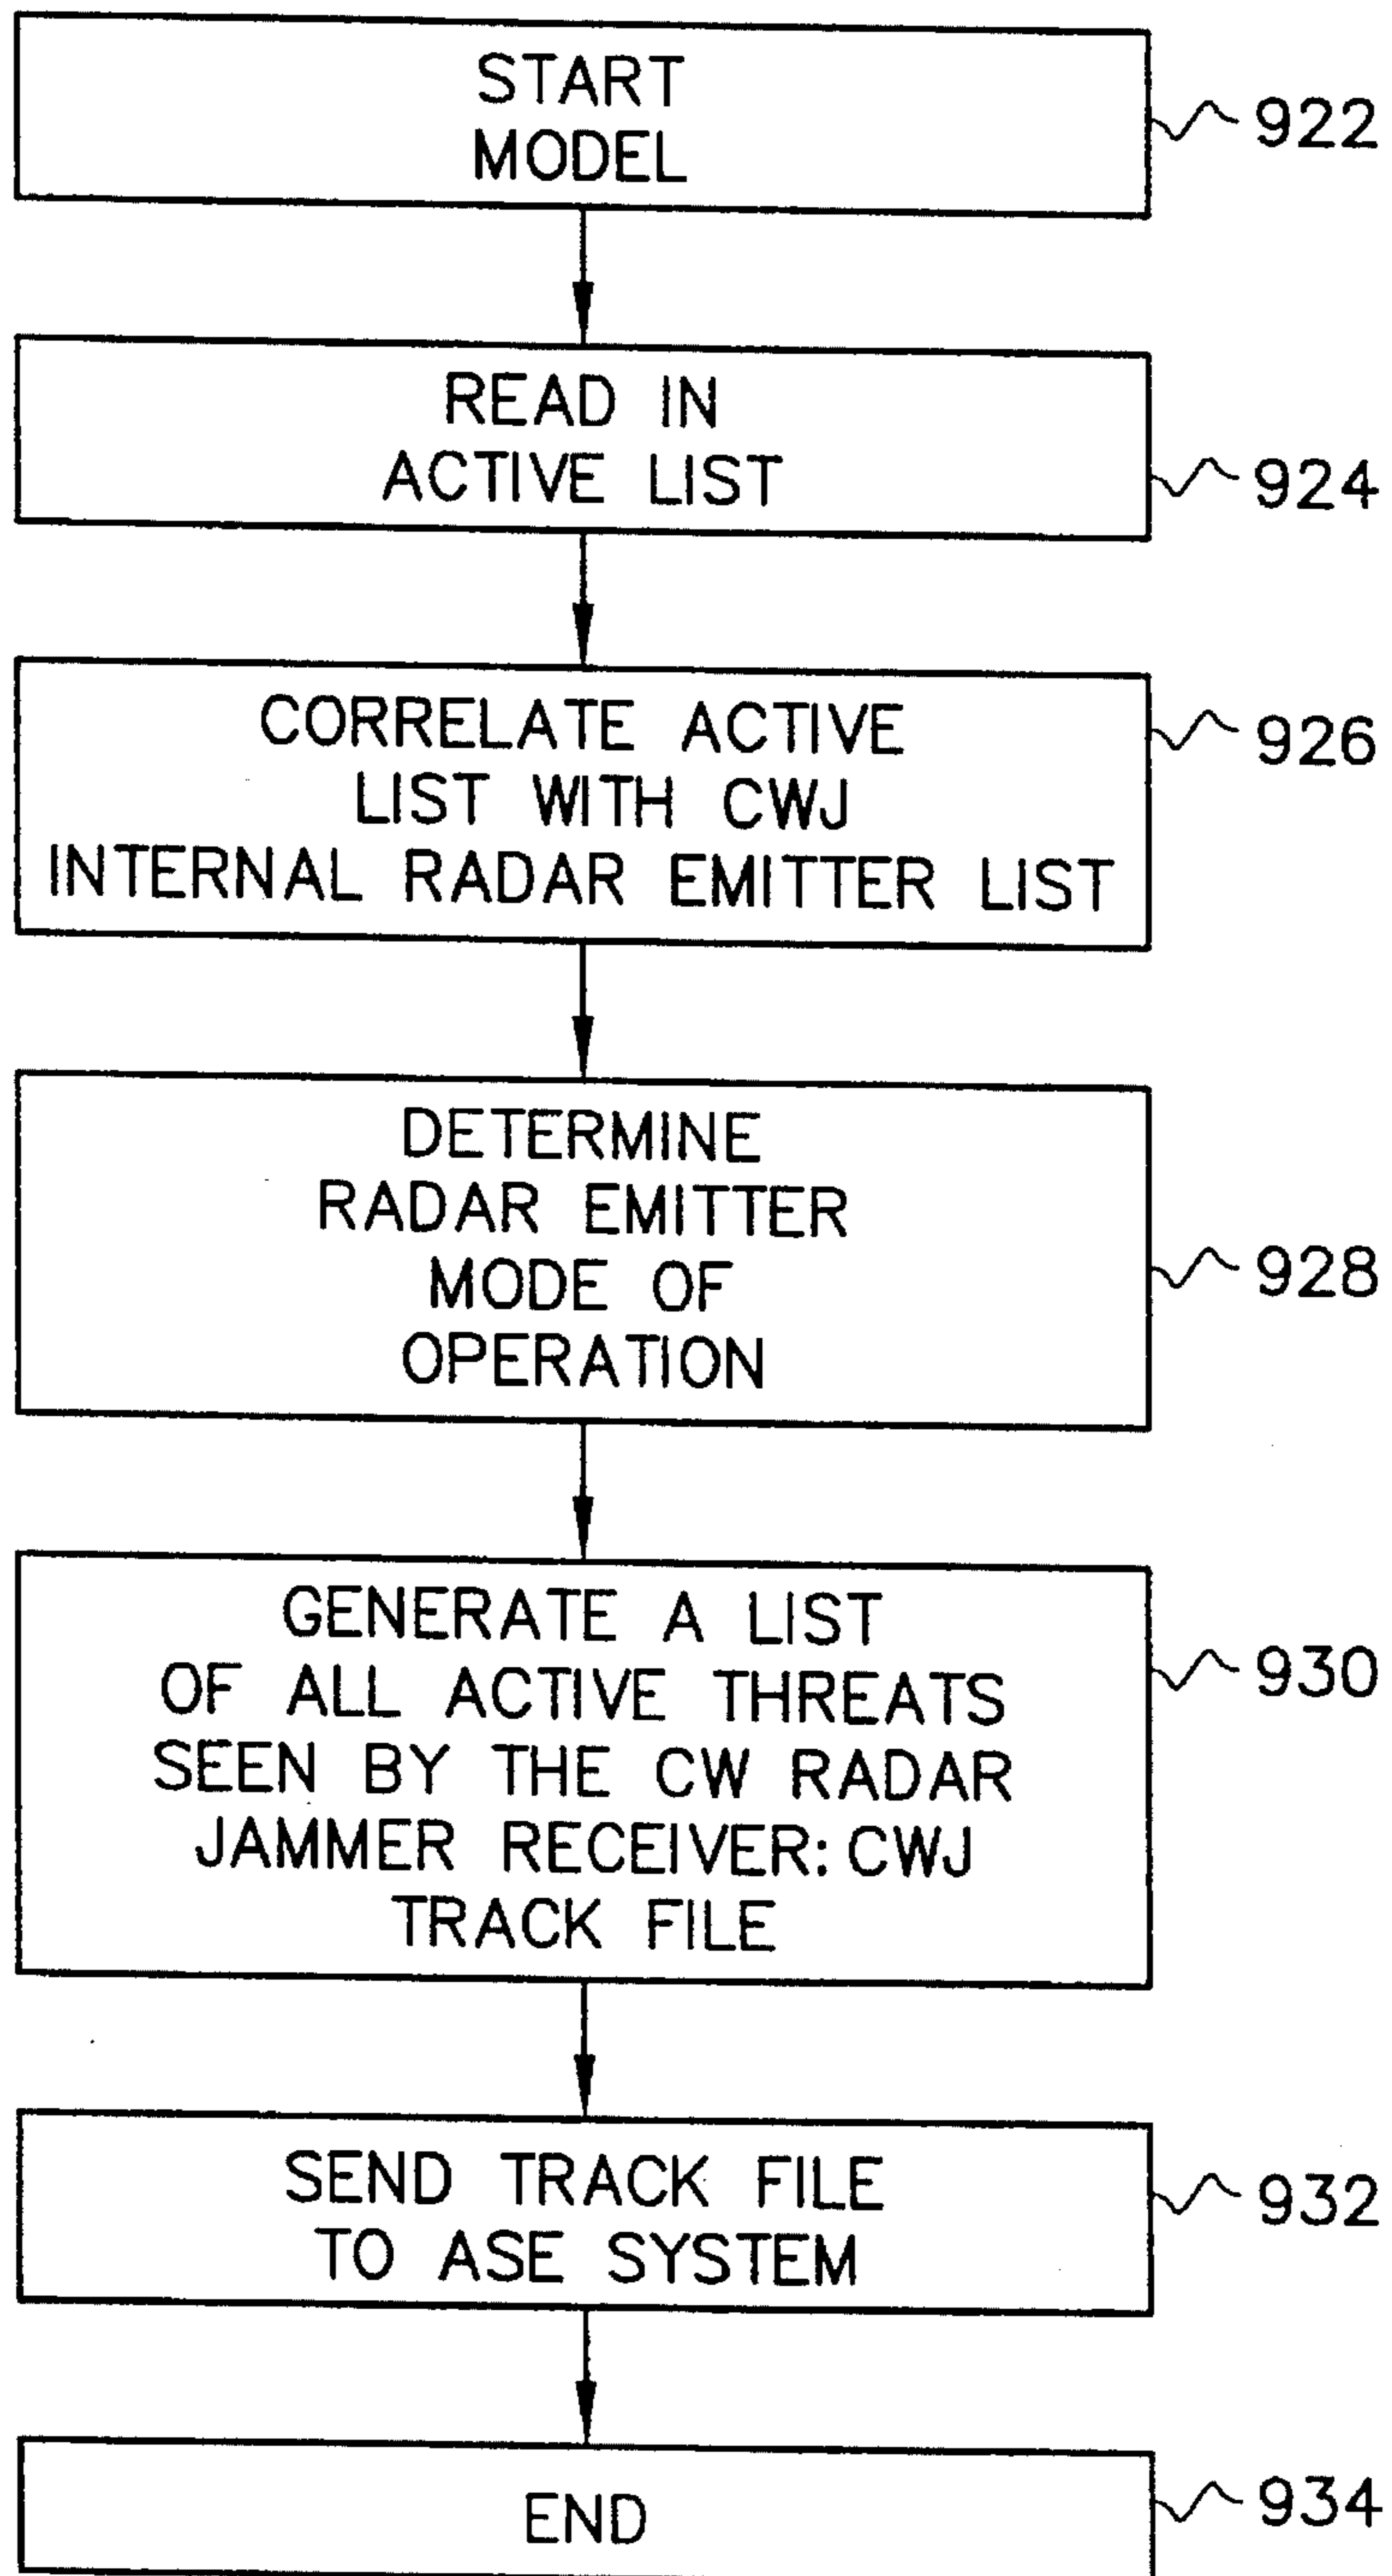 START
MODEL
922
READ IN
ACTIVE LIST
924
CORRELATE ACTIVE
LIST WITH CWJ
INTERNAL RADAR EMITTER LIST
926
DETERMINE
RADAR EMITTER
MODE OF
OPERATION
928
GENERATE A LIST
OF ALL ACTIVE THREATS
SEEN BY THE CW RADAR
JAMMER RECEIVER: CWJ
TRACK FILE
930
SEND TRACK FILE
TO ASE SYSTEM
932
END
934